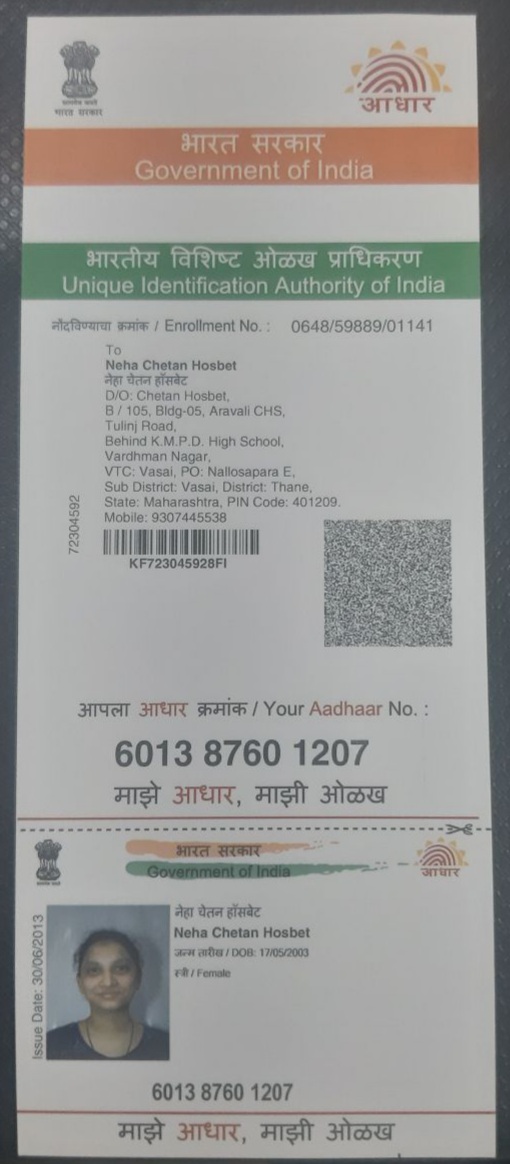 भारत सरकार
आधार
भारत सरकार
Government of India
भारतीय विशिष्ट ओळख प्राधिकरण
Unique Identification Authority of India
नोंदविण्याचा क्रमांक / Enrollment No. : 0648/59889/01141
To
Neha Chetan Hosbet
नेहा चेतन हॉसबेट
D/O: Chetan Hosbet,
B / 105, Bldg-05, Aravali CHS,
Tulinj Road,
Behind K.M.P.D. High School,
Vardhman Nagar,
VTC: Vasai, PO: Nallosapara E,
Sub District: Vasai, District: Thane,
State: Maharashtra, PIN Code: 401209.
Mobile: 9307445538
72304592
KF723045928FI
आपला आधार क्रमांक / Your Aadhaar No. :
6013 8760 1207
माझे आधार, माझी ओळख
भारत सरकार
Government of India
आधार
Issue Date: 30/06/2013
नेहा चेतन हॉसबेट
Neha Chetan Hosbet
जन्म तारीख / DOB: 17/05/2003
स्त्री / Female
6013 8760 1207
माझे आधार, माझी ओळख